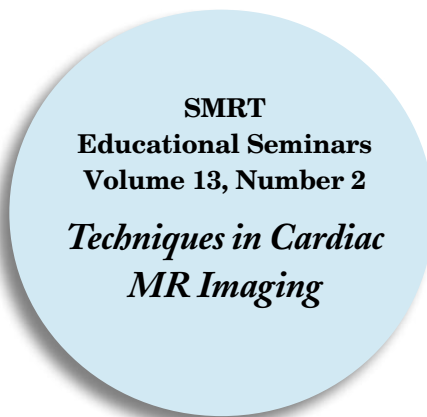 SMRT
Educational Seminars
Volume 13, Number 2
Techniques in Cardiac
MR Imaging